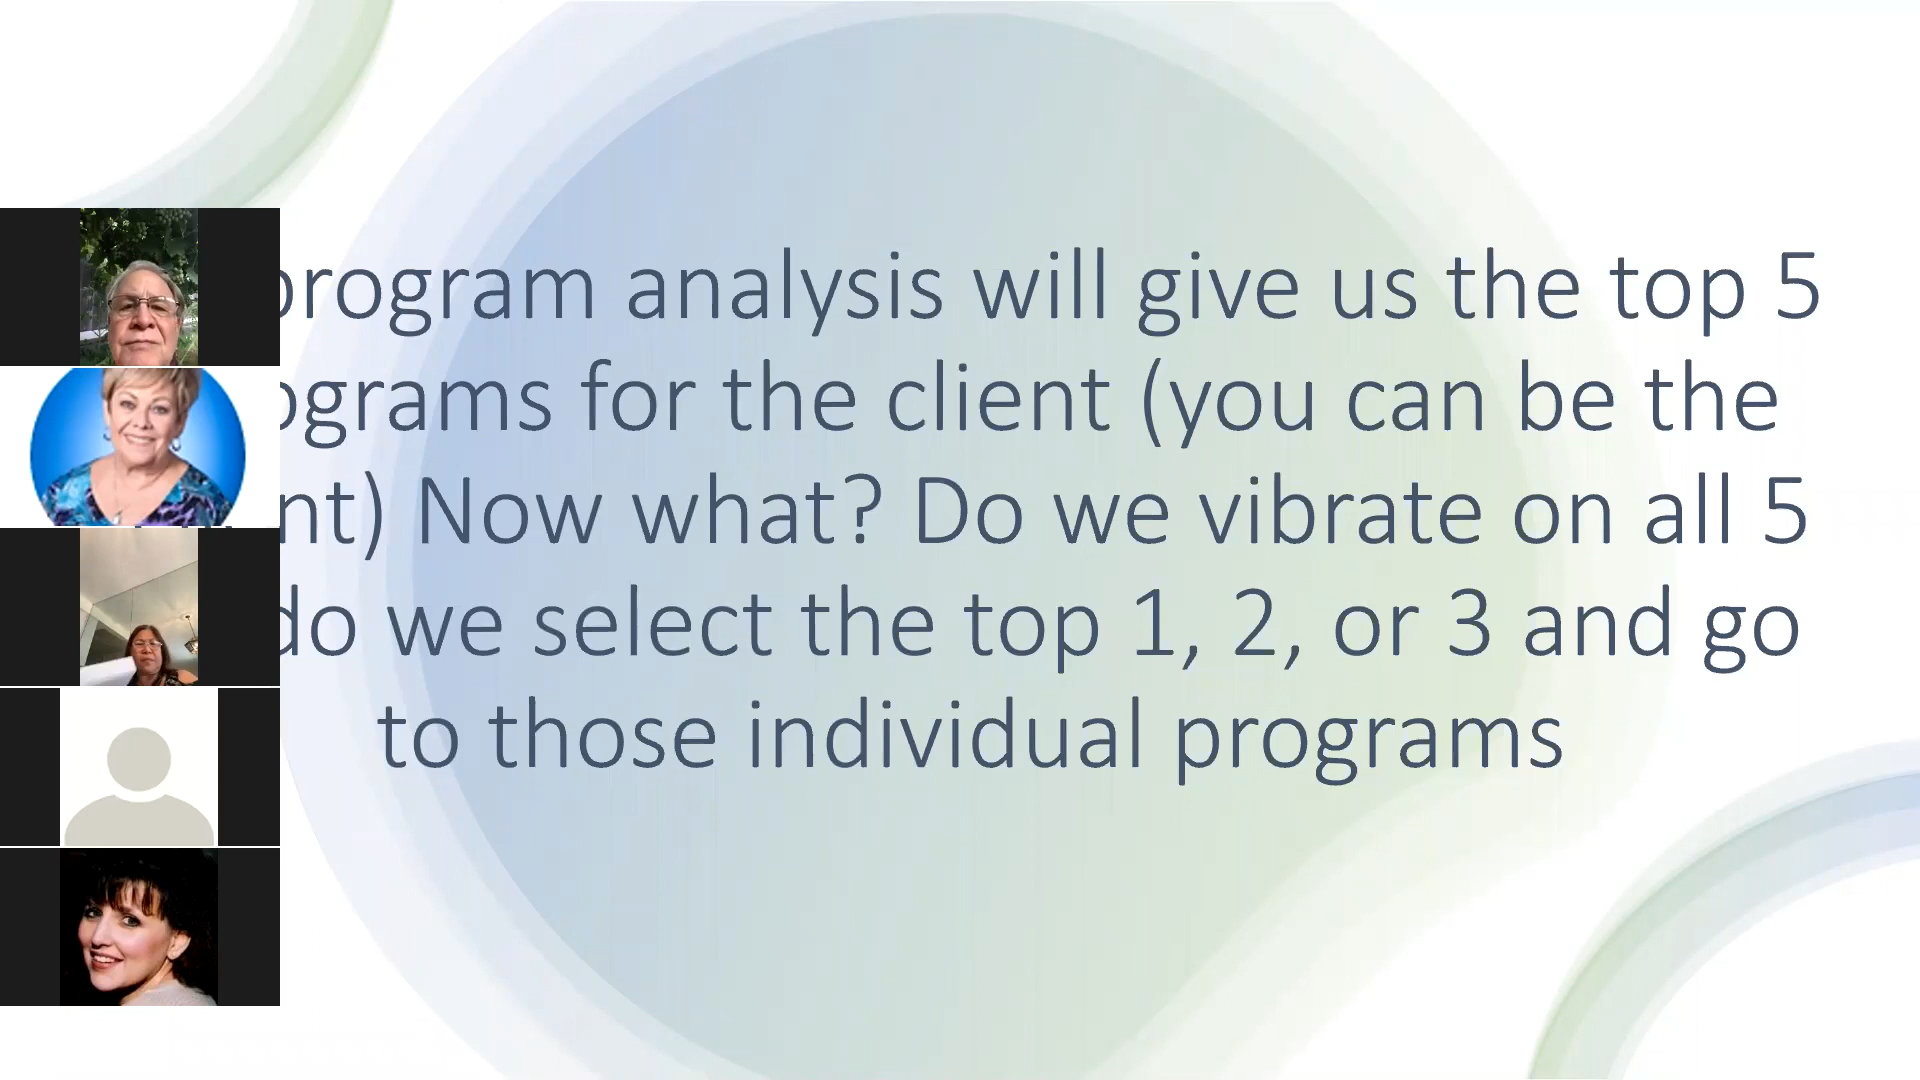 program analysis will give us the top 5
ograms for the client (you can be the
nt) Now what? Do we vibrate on all 5
do we select the top 1, 2, or 3 and go
to those individual programs